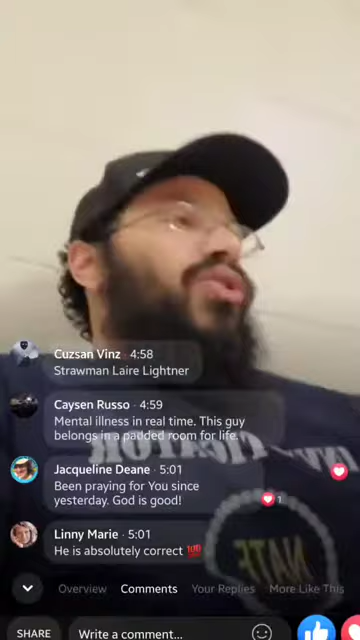 Cuzsan Vinz · 4:58
Strawman Laire Lightner
Caysen Russo · 4:59
Mental illness in real time. This guy
belongs in a padded room for life.
Jacqueline Deane · 5:01
Been praying for You since
yesterday. God is good!
1
Linny Marie · 5:01
He is absolutely correct 💯
Overview Comments Your Replies More Like This
SHARE Write a comment...